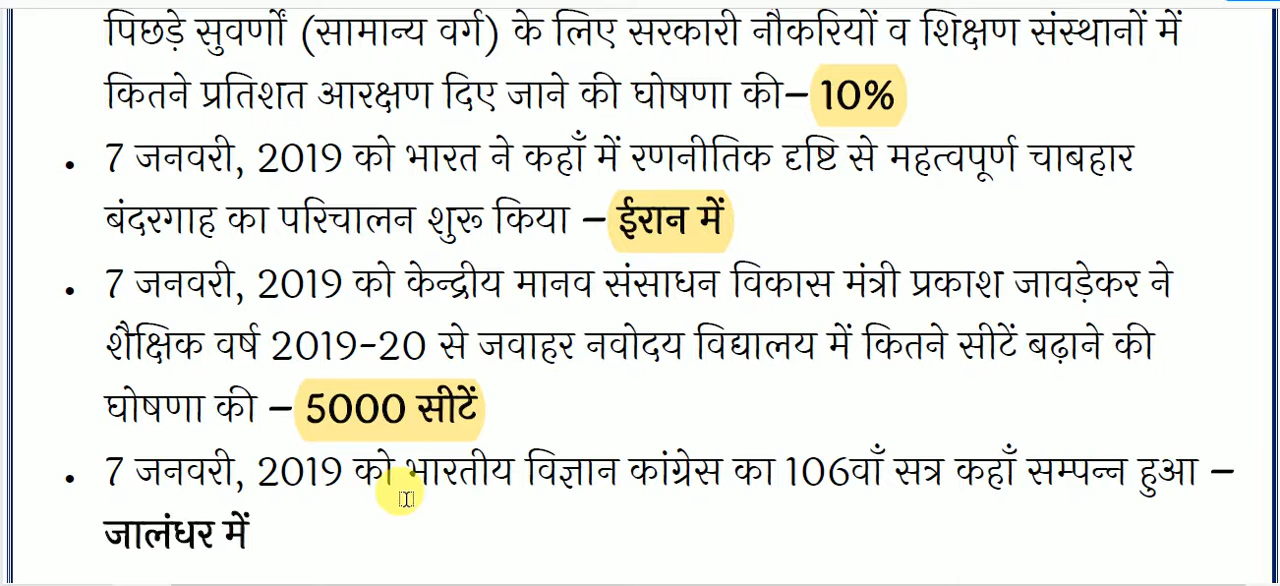 पिछड़े सुवर्णों (सामान्य वर्ग) के लिए सरकारी नौकरियों व शिक्षण संस्थानों में
कितने प्रतिशत आरक्षण दिए जाने की घोषणा की– 10%
• 7 जनवरी, 2019 को भारत ने कहाँ में रणनीतिक दृष्टि से महत्वपूर्ण चाबहार
बंदरगाह का परिचालन शुरू किया – ईरान में
• 7 जनवरी, 2019 को केन्द्रीय मानव संसाधन विकास मंत्री प्रकाश जावड़ेकर ने
शैक्षिक वर्ष 2019-20 से जवाहर नवोदय विद्यालय में कितने सीटें बढ़ाने की
घोषणा की – 5000 सीटें
• 7 जनवरी, 2019 को भारतीय विज्ञान कांग्रेस का 106वाँ सत्र कहाँ सम्पन्न हुआ –
जालंधर में